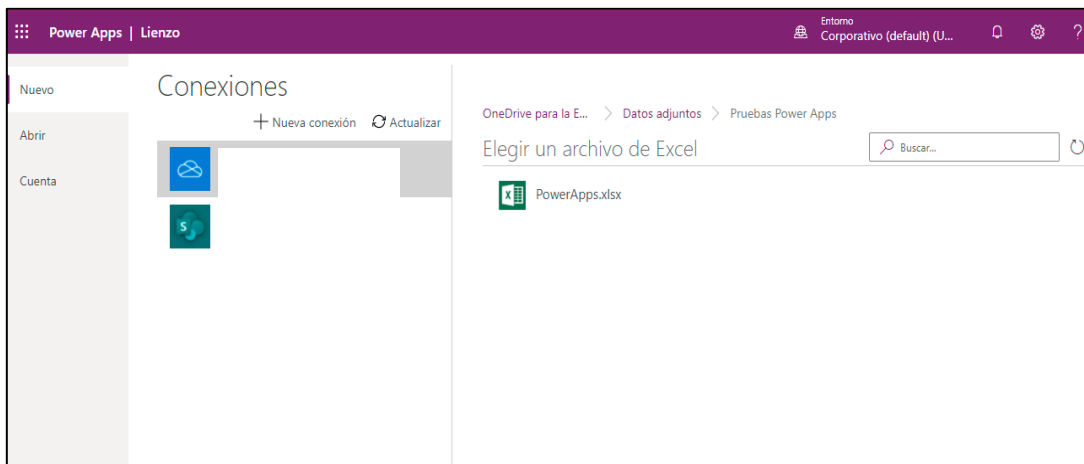 Power Apps | Lienzo
Entorno
Corporativo (default) (U...
?
Nuevo
Abrir
Cuenta
Conexiones
+ Nueva conexión Actualizar
S
OneDrive para la E... > Datos adjuntos > Pruebas Power Apps
Elegir un archivo de Excel
Buscar...
X PowerApps.xlsx